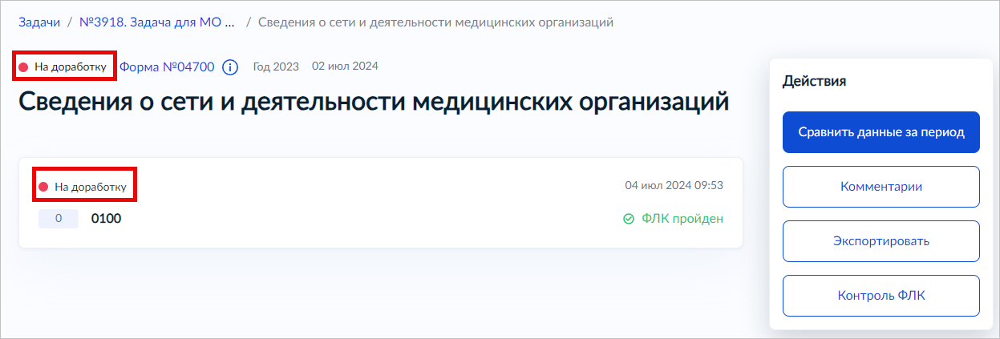 Задачи / №3918. Задача для МО ... / Сведения о сети и деятельности медицинских организаций
На доработку Форма №04700 i Год 2023 02 июл 2024
Сведения о сети и деятельности медицинских организаций
На доработку 04 июл 2024 09:53
0 0100 ФЛК пройден
Действия
Сравнить данные за период
Комментарии
Экспортировать
Контроль ФЛК